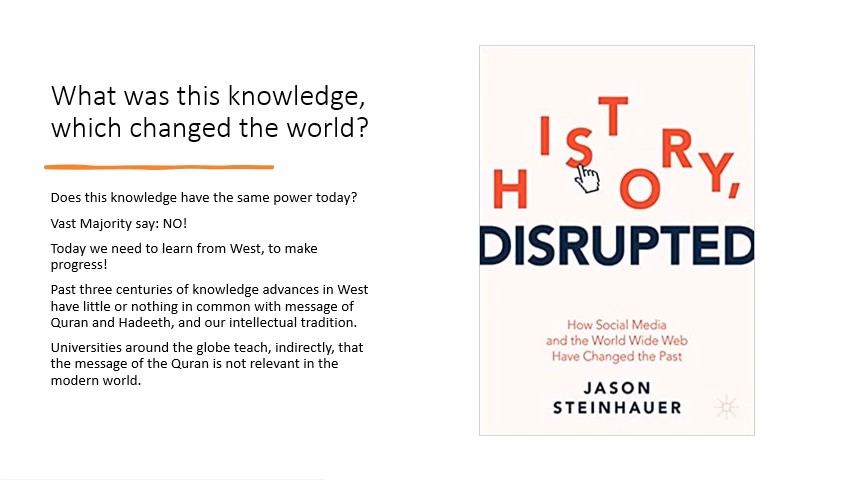 What was this knowledge,
which changed the world?
Does this knowledge have the same power today?
Vast Majority say: NO!
Today we need to learn from West, to make
progress!
Past three centuries of knowledge advances in West
have little or nothing in common with message of
Quran and Hadeeth, and our intellectual tradition.
Universities around the globe teach, indirectly, that
the message of the Quran is not relevant in the
modern world.
HISTORY,
DISRUPTED
How Social Media
and the World Wide Web
Have Changed the Past
JASON
STEINHAUER